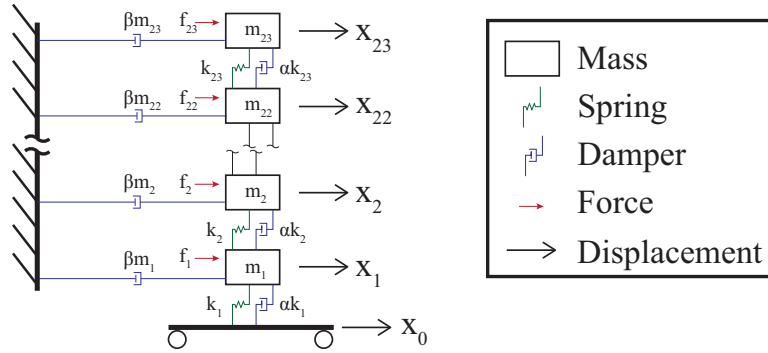 βm₂₃ f₂₃ m₂₃ X₂₃
k₂₃ αk₂₃
βm₂₂ f₂₂ m₂₂ X₂₂
βm₂ f₂ m₂ X₂
k₂ αk₂
βm₁ f₁ m₁ X₁
k₁ αk₁
X₀
Mass
Spring
Damper
Force
Displacement